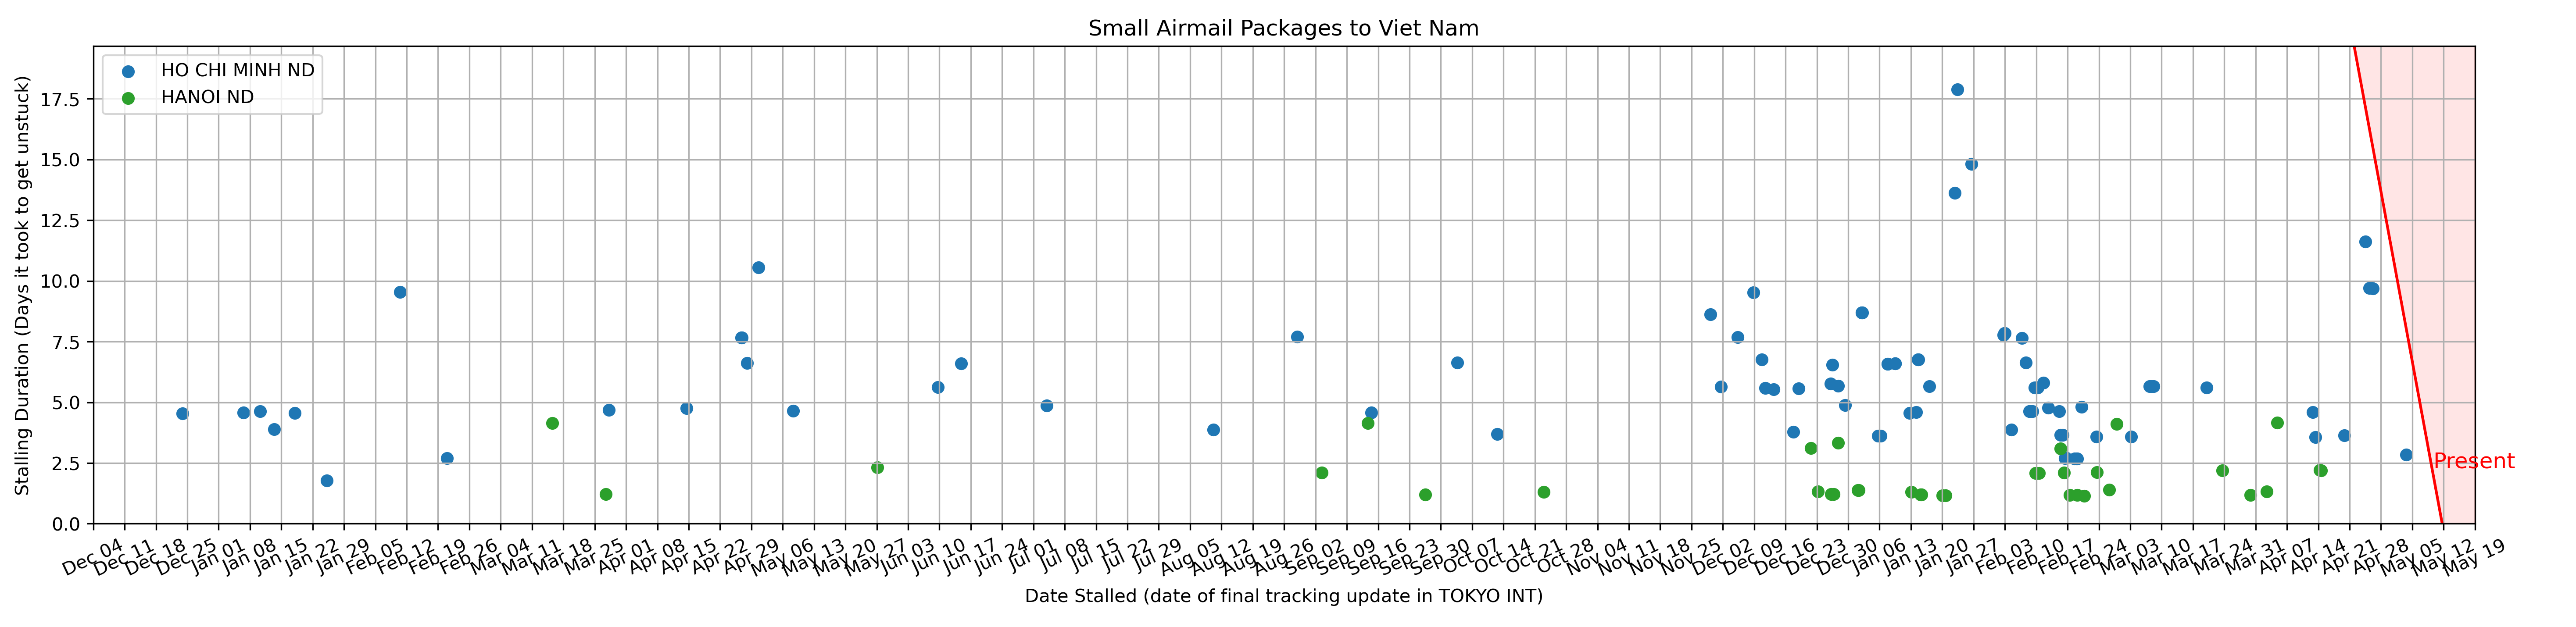 Small Airmail Packages to Viet Nam
HO CHI MINH ND
HANOI ND
Stalling Duration (Days it took to get unstuck)
17.5
15.0
12.5
10.0
7.5
5.0
2.5
0.0
Present
Dec 04
Dec 11
Dec 18
Dec 25
Jan 01
Jan 08
Jan 15
Jan 22
Jan 29
Feb 05
Feb 12
Feb 19
Feb 26
Mar 04
Mar 11
Mar 18
Mar 25
Apr 01
Apr 08
Apr 15
Apr 22
Apr 29
May 06
May 13
May 20
May 27
Jun 03
Jun 10
Jun 17
Jun 24
Jul 01
Jul 08
Jul 15
Jul 22
Jul 29
Aug 05
Aug 12
Aug 19
Aug 26
Sep 02
Sep 09
Sep 16
Sep 23
Sep 30
Oct 07
Oct 14
Oct 21
Oct 28
Nov 04
Nov 11
Nov 18
Nov 25
Dec 02
Dec 09
Dec 16
Dec 23
Dec 30
Jan 06
Jan 13
Jan 20
Jan 27
Feb 03
Feb 10
Feb 17
Feb 24
Mar 03
Mar 10
Mar 17
Mar 24
Mar 31
Apr 07
Apr 14
Apr 21
Apr 28
May 05
May 12
May 19
Date Stalled (date of final tracking update in TOKYO INT)